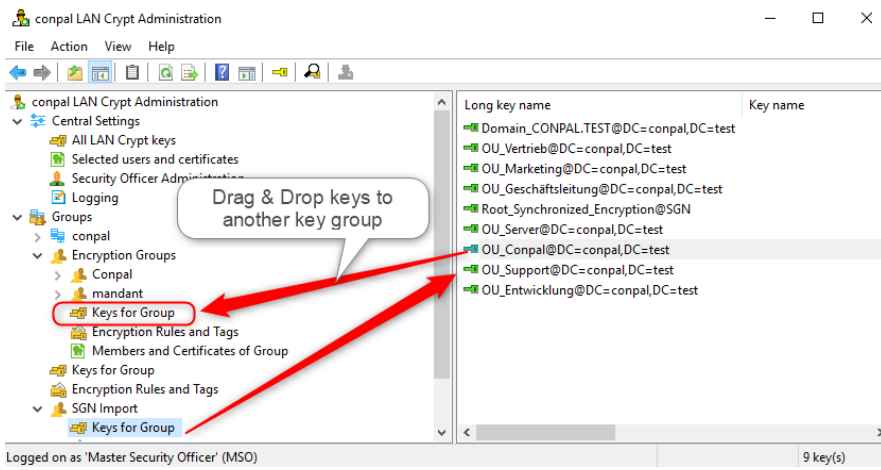 conpal LAN Crypt Administration
File Action View Help
conpal LAN Crypt Administration
Central Settings
All LAN Crypt keys
Selected users and certificates
Security Officer Administration
Logging
Groups
conpal
Encryption Groups
Conpal
mandant
Keys for Group
Encryption Rules and Tags
Members and Certificates of Group
Keys for Group
Encryption Rules and Tags
SGN Import
Keys for Group
Drag & Drop keys to
another key group
Long key name Key name
Domain_CONPAL.TEST@DC=conpal,DC=test
OU_Vertrieb@DC=conpal,DC=test
OU_Marketing@DC=conpal,DC=test
OU_Geschäftsleitung@DC=conpal,DC=test
Root_Synchronized_Encryption@SGN
OU_Server@DC=conpal,DC=test
OU_Conpal@DC=conpal,DC=test
OU_Support@DC=conpal,DC=test
OU_Entwicklung@DC=conpal,DC=test
Logged on as 'Master Security Officer' (MSO) 9 key(s)